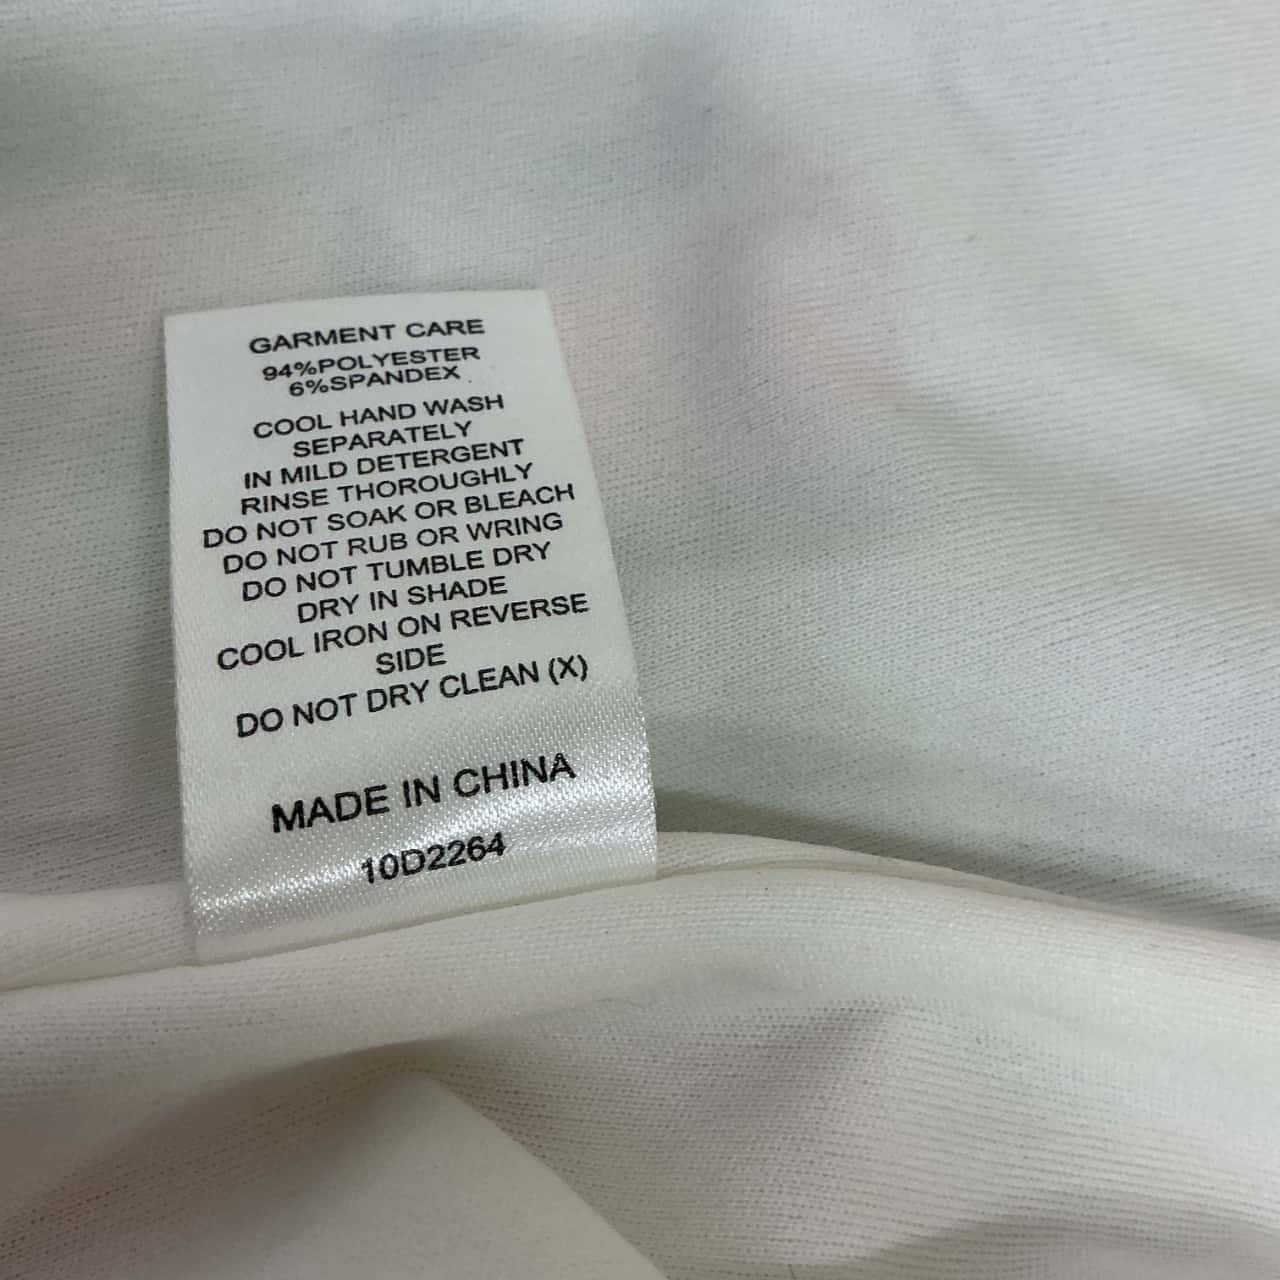 GARMENT CARE
94%POLYESTER
6%SPANDEX
COOL HAND WASH
SEPARATELY
IN MILD DETERGENT
RINSE THOROUGHLY
DO NOT SOAK OR BLEACH
DO NOT RUB OR WRING
DO NOT TUMBLE DRY
DRY IN SHADE
COOL IRON ON REVERSE
SIDE
DO NOT DRY CLEAN (X)
MADE IN CHINA
10D2264